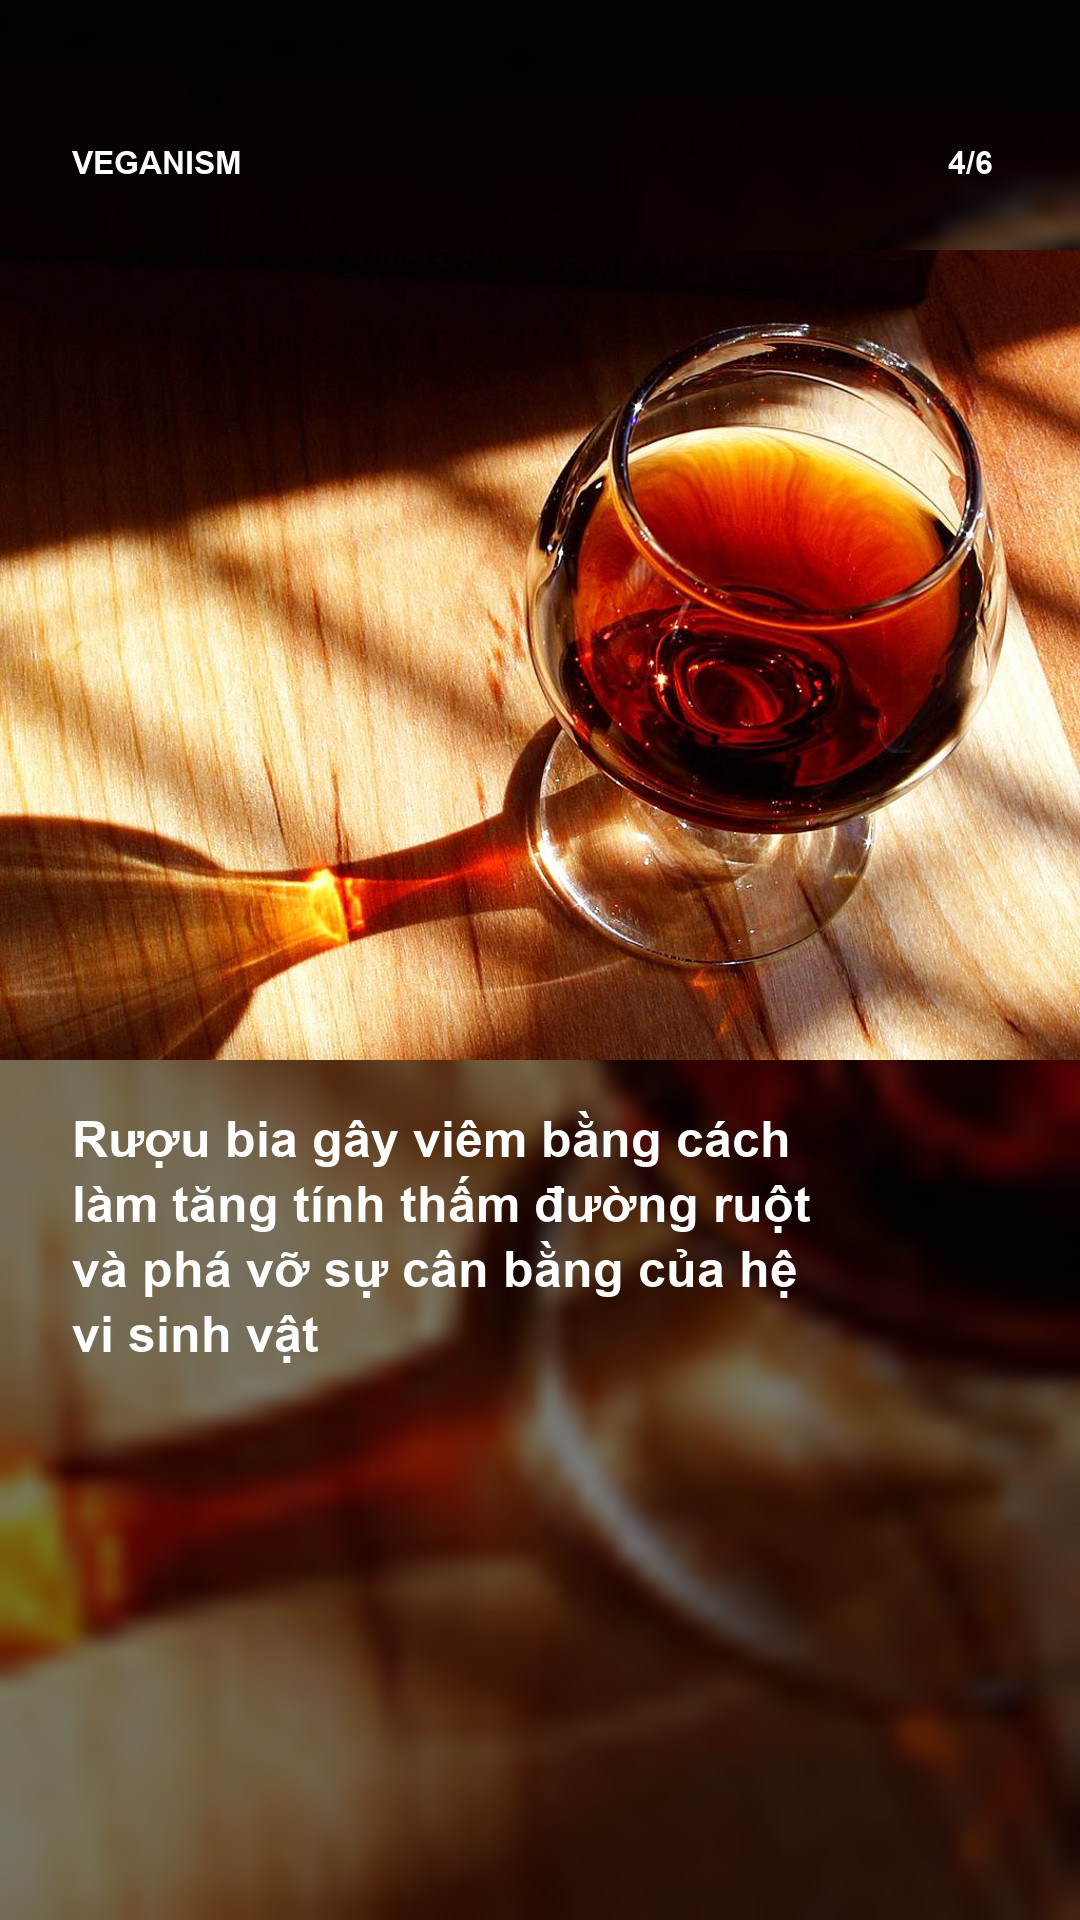 VEGANISM
4/6
Rượu bia gây viêm bằng cách
làm tăng tính thấm đường ruột
và phá vỡ sự cân bằng của hệ
vi sinh vật